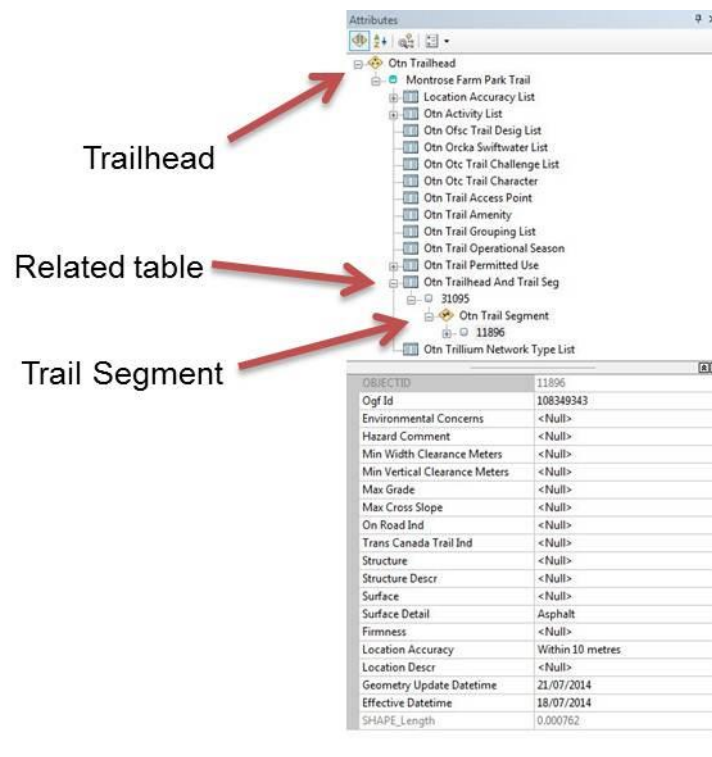 Attributes
Otn Trailhead
Montrose Farm Park Trail
Location Accuracy List
Otn Activity List
Otn Ofsc Trail Desig List
Otn Orcka Swiftwater List
Otn Otc Trail Challenge List
Otn Otc Trail Character
Otn Trail Access Point
Otn Trail Amenity
Otn Trail Grouping List
Otn Trail Operational Season
Otn Trail Permitted Use
Otn Trailhead And Trail Seg
31095
Otn Trail Segment
11896
Otn Trillium Network Type List
Trailhead
Related table
Trail Segment
OBJECTID 11896
Ogf Id 108349343
Environmental Concerns <Null>
Hazard Comment <Null>
Min Width Clearance Meters <Null>
Min Vertical Clearance Meters <Null>
Max Grade <Null>
Max Cross Slope <Null>
On Road Ind <Null>
Trans Canada Trail Ind <Null>
Structure <Null>
Structure Descr <Null>
Surface <Null>
Surface Detail Asphalt
Firmness <Null>
Location Accuracy Within 10 metres
Location Descr <Null>
Geometry Update Datetime 21/07/2014
Effective Datetime 18/07/2014
SHAPE_Length 0.000762